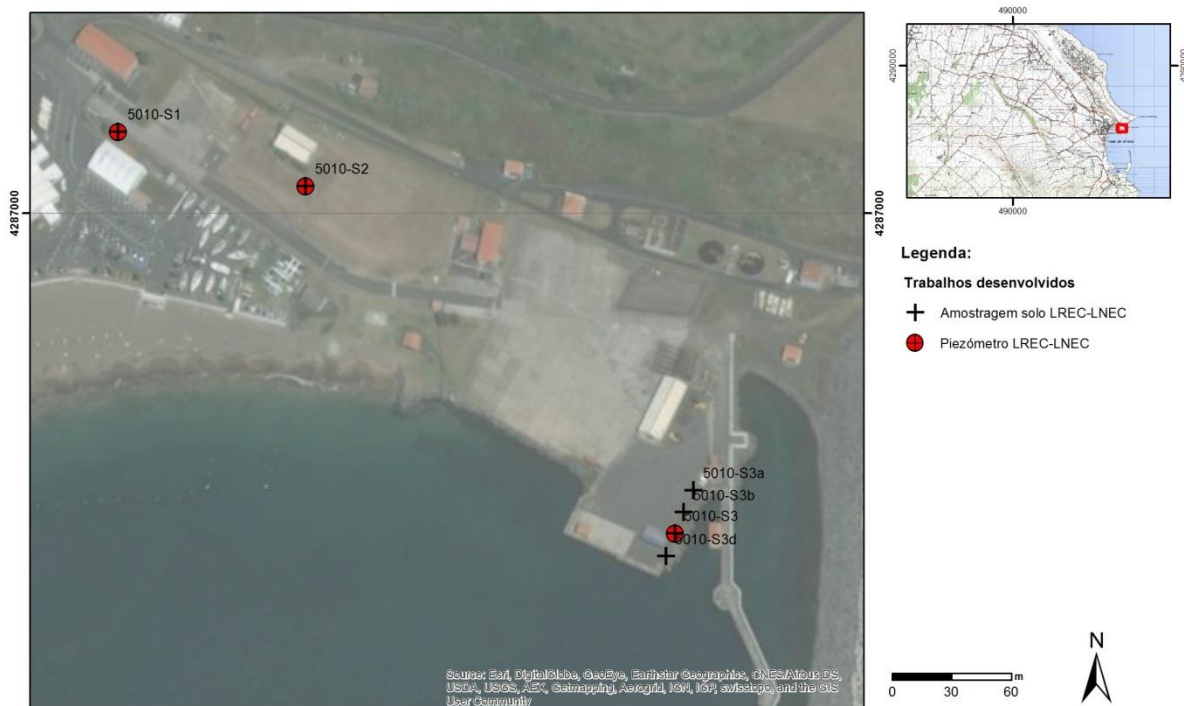 490000
4290000
4290000
490000
5010-S1
5010-S2
4287000
4287000
5010-S3a
5010-S3b
5010-S3
5010-S3d
Source: Esri, DigitalGlobe, GeoEye, Earthstar Geographics, CNES/Airbus DS,
USDA, USGS, AEX, Getmapping, Aerogrid, IGN, IGP, swisstopo, and the GIS
User Community
Legenda:
Trabalhos desenvolvidos
Amostragem solo LREC-LNEC
Piezómetro LREC-LNEC
N
m
0 30 60